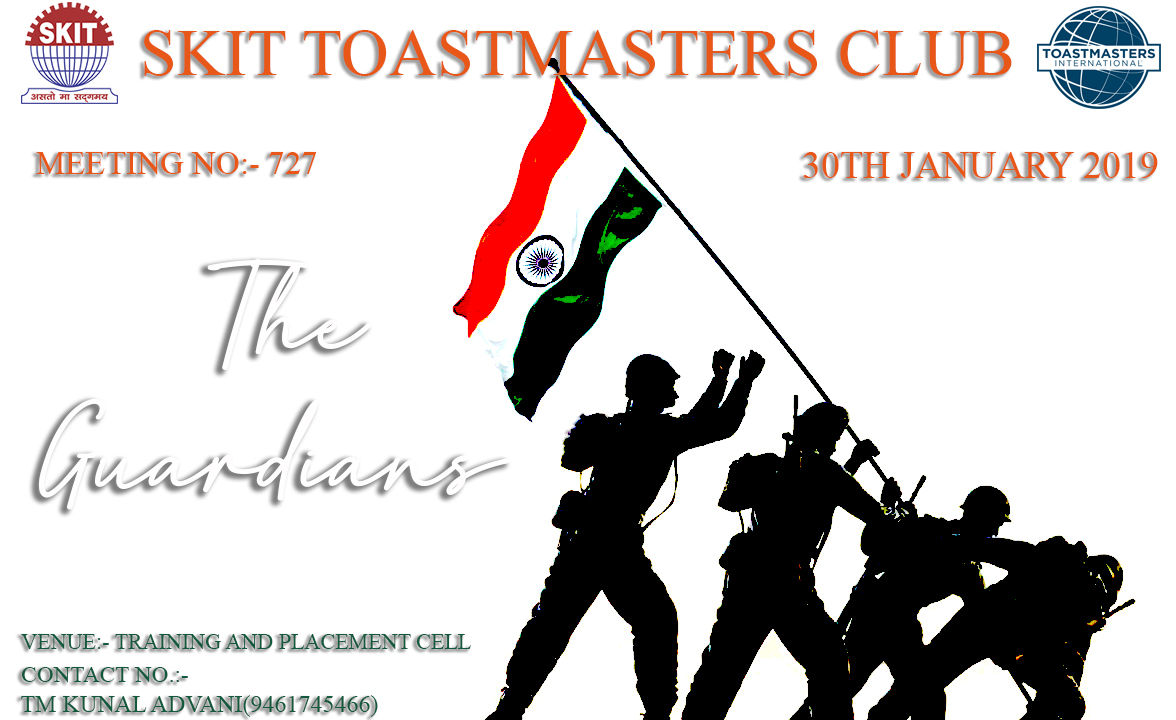 SKIT
असतो मा सद्गमय
SKIT TOASTMASTERS CLUB
TOASTMASTERS
INTERNATIONAL
MEETING NO:- 727
30TH JANUARY 2019
The
Guardians
VENUE:- TRAINING AND PLACEMENT CELL
CONTACT NO.:-
TM KUNAL ADVANI(9461745466)